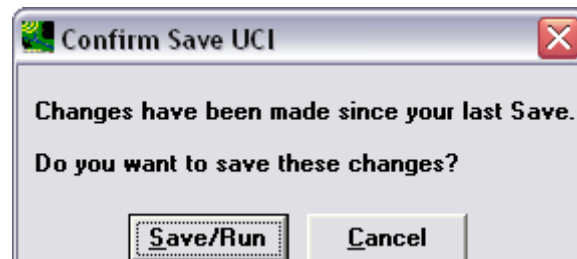 Confirm Save UCI
Changes have been made since your last Save.
Do you want to save these changes?
Save/Run Cancel